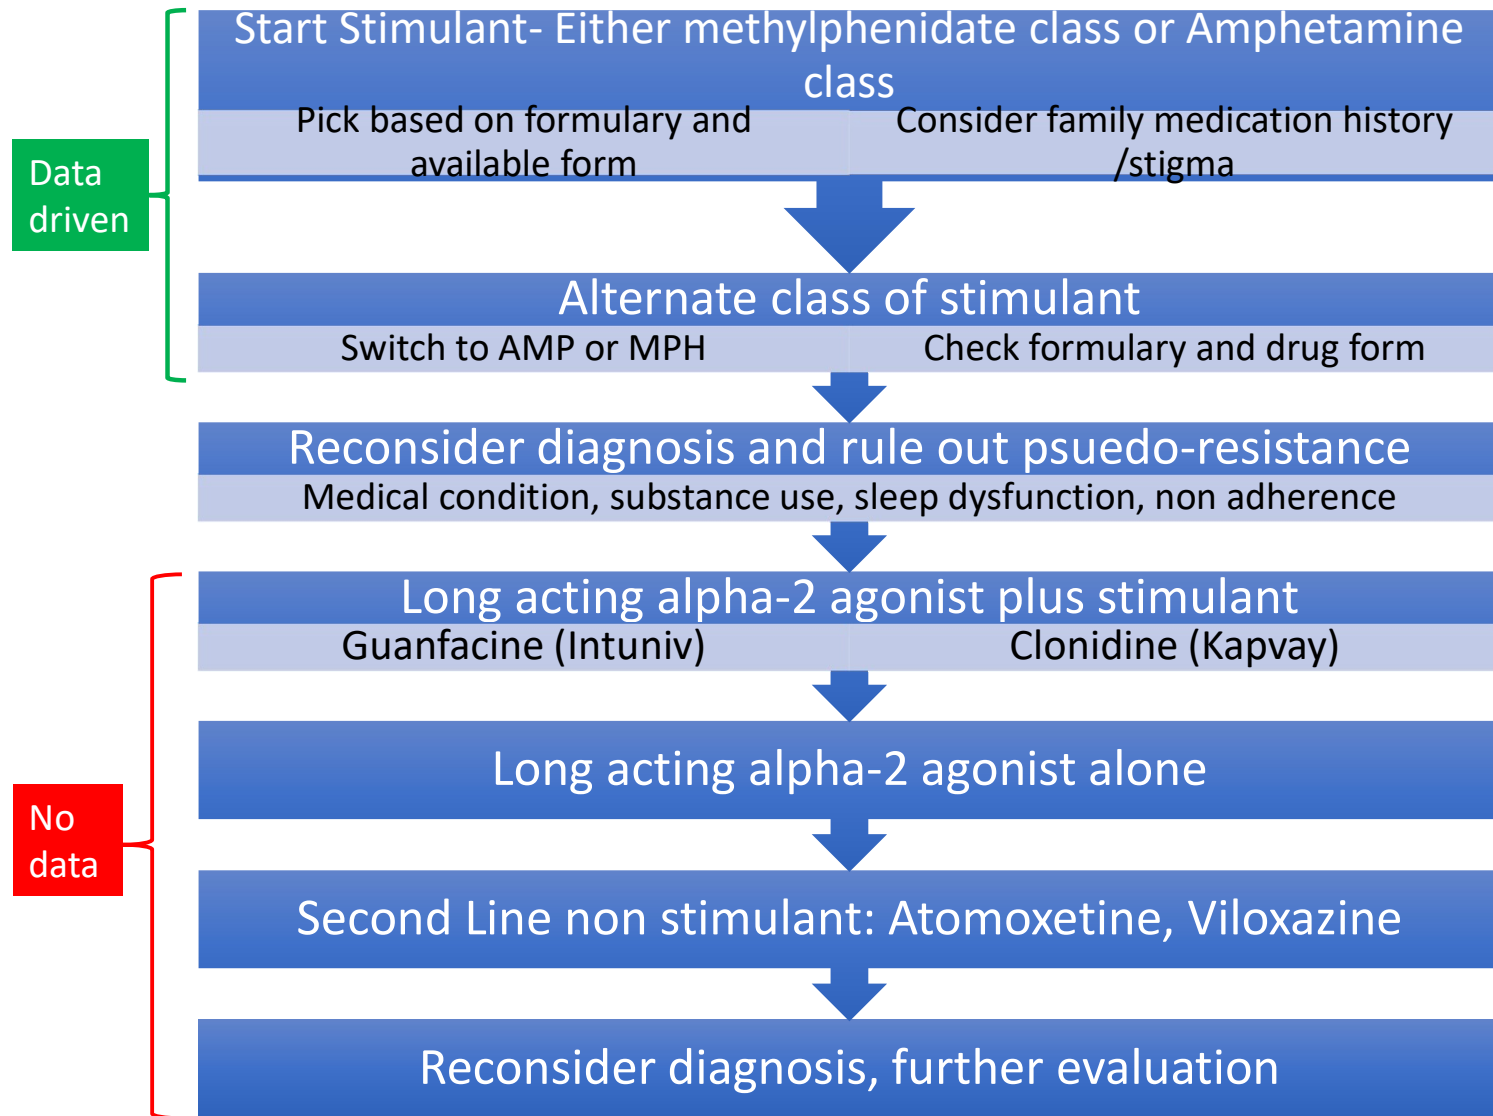 Start Stimulant- Either methylphenidate class or Amphetamine
class
Pick based on formulary and
available form
Consider family medication history
/stigma
Data
driven
Alternate class of stimulant
Switch to AMP or MPH
Check formulary and drug form
Reconsider diagnosis and rule out psuedo-resistance
Medical condition, substance use, sleep dysfunction, non adherence
Long acting alpha-2 agonist plus stimulant
Guanfacine (Intuniv)
Clonidine (Kapvay)
Long acting alpha-2 agonist alone
No
data
Second Line non stimulant: Atomoxetine, Viloxazine
Reconsider diagnosis, further evaluation